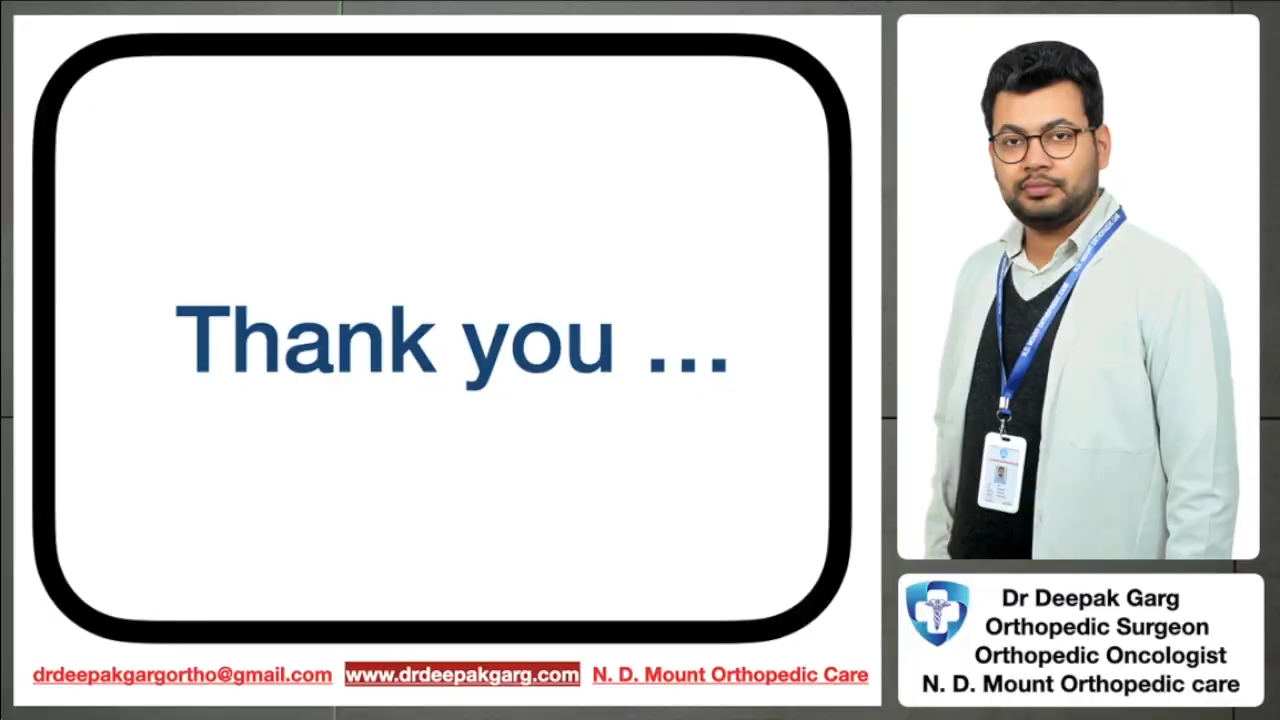 Thank you ...
drdeepakgargortho@gmail.com www.drdeepakgarg.com N. D. Mount Orthopedic Care
Dr Deepak Garg
Orthopedic Surgeon
Orthopedic Oncologist
N. D. Mount Orthopedic care